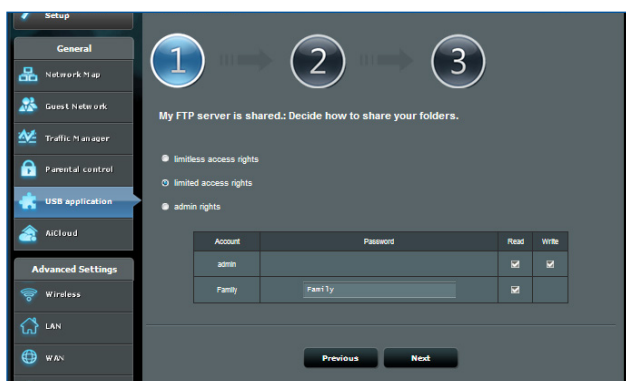 Setup
General
Network Map
Guest Network
Traffic Manager
Parental control
USB application
AiCloud
Advanced Settings
Wireless
LAN
WAN
1 2 3
My FTP server is shared.: Decide how to share your folders.
limitless access rights
limited access rights
admin rights
Account Password Read Write
admin
Family Family
Previous Next